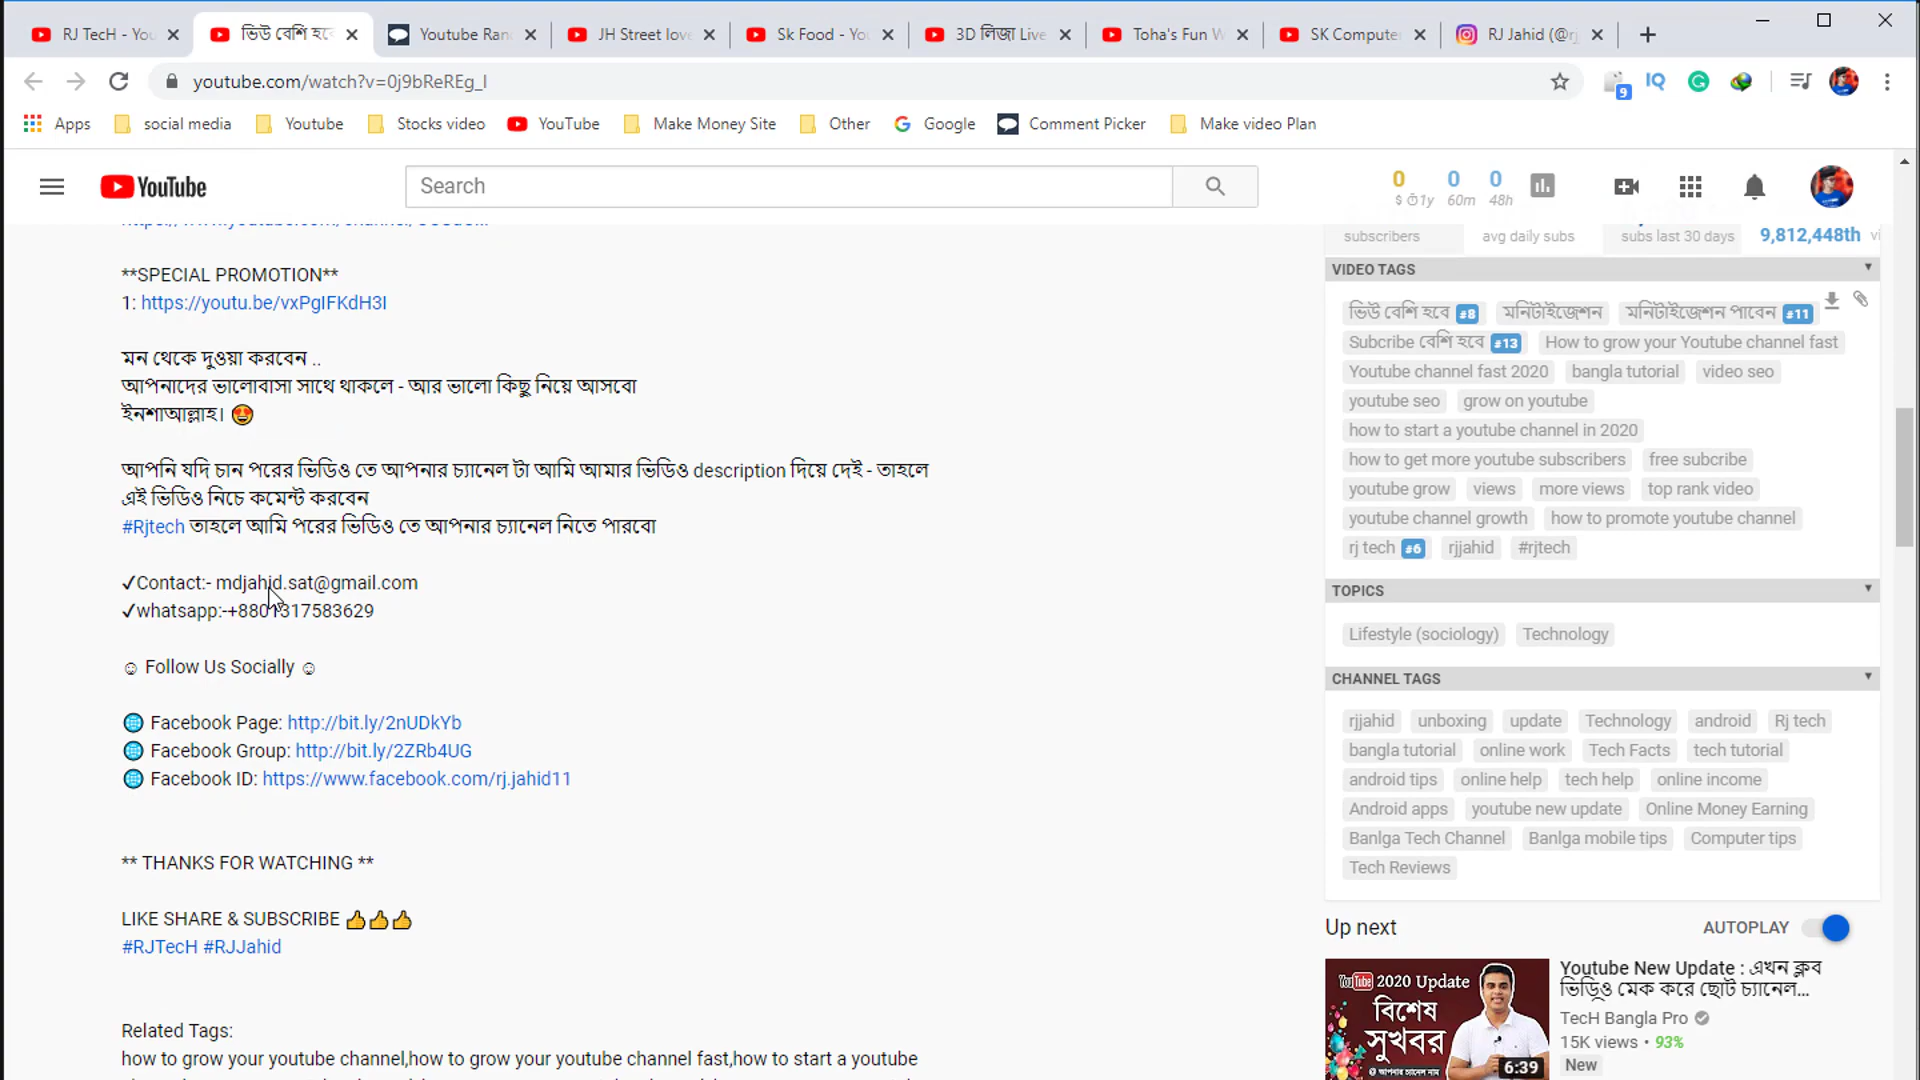 RJ TecH - You
ভিউ বেশি হবে
Youtube Ran
JH Street love
Sk Food - You
3D লিজা Live
Toha's Fun W
SK Compute
RJ Jahid (@rj
youtube.com/watch?v=0j9bReREg_I
9
IQ
Apps
social media
Youtube
Stocks video
YouTube
Make Money Site
Other
Google
Comment Picker
Make video Plan
YouTube
Search
0 0 0
$ 1y 60m 48h
subscribers avg daily subs subs last 30 days 9,812,448th
**SPECIAL PROMOTION**
1: https://youtu.be/vxPgIFKdH3I
মন থেকে দুওয়া করবেন ..
আপনাদের ভালোবাসা সাথে থাকলে - আর ভালো কিছু নিয়ে আসবো
ইনশাআল্লাহ। 😍
আপনি যদি চান পরের ভিডিও তে আপনার চ্যানেল টা আমি আমার ভিডিও description দিয়ে দেই - তাহলে
এই ভিডিও নিচে কমেন্ট করবেন
#Rjtech তাহলে আমি পরের ভিডিও তে আপনার চ্যানেল নিতে পারবো
✓Contact:- mdjahid.sat@gmail.com
✓whatsapp:-+8801317583629
☺ Follow Us Socially ☺
🌐 Facebook Page: http://bit.ly/2nUDkYb
🌐 Facebook Group: http://bit.ly/2ZRb4UG
🌐 Facebook ID: https://www.facebook.com/rj.jahid11
** THANKS FOR WATCHING **
LIKE SHARE & SUBSCRIBE 👍👍👍
#RJTecH #RJJahid
Related Tags:
how to grow your youtube channel,how to grow your youtube channel fast,how to start a youtube
VIDEO TAGS
ভিউ বেশি হবে #8 মনিটাইজেশন মনিটাইজেশন পাবেন #11
Subcribe বেশি হবে #13 How to grow your Youtube channel fast
Youtube channel fast 2020 bangla tutorial video seo
youtube seo grow on youtube
how to start a youtube channel in 2020
how to get more youtube subscribers free subcribe
youtube grow views more views top rank video
youtube channel growth how to promote youtube channel
rj tech #6 rjjahid #rjtech
TOPICS
Lifestyle (sociology) Technology
CHANNEL TAGS
rjjahid unboxing update Technology android Rj tech
bangla tutorial online work Tech Facts tech tutorial
android tips online help tech help online income
Android apps youtube new update Online Money Earning
Banlga Tech Channel Banlga mobile tips Computer tips
Tech Reviews
Up next
AUTOPLAY
YouTube 2020 Update
বিশেষ
সুখবর
6:39
Youtube New Update : এখন ক্লব
ভিডিও মেক করে ছোট চ্যানেল...
TecH Bangla Pro
15K views • 93%
New